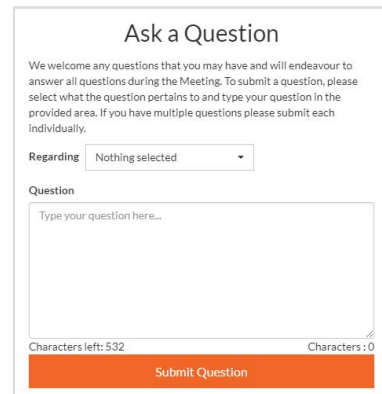 Ask a Question
We welcome any questions that you may have and will endeavour to
answer all questions during the Meeting. To submit a question, please
select what the question pertains to and type your question in the
provided area. If you have multiple questions please submit each
individually.
Regarding Nothing selected
Question
Type your question here...
Characters left: 532 Characters : 0
Submit Question